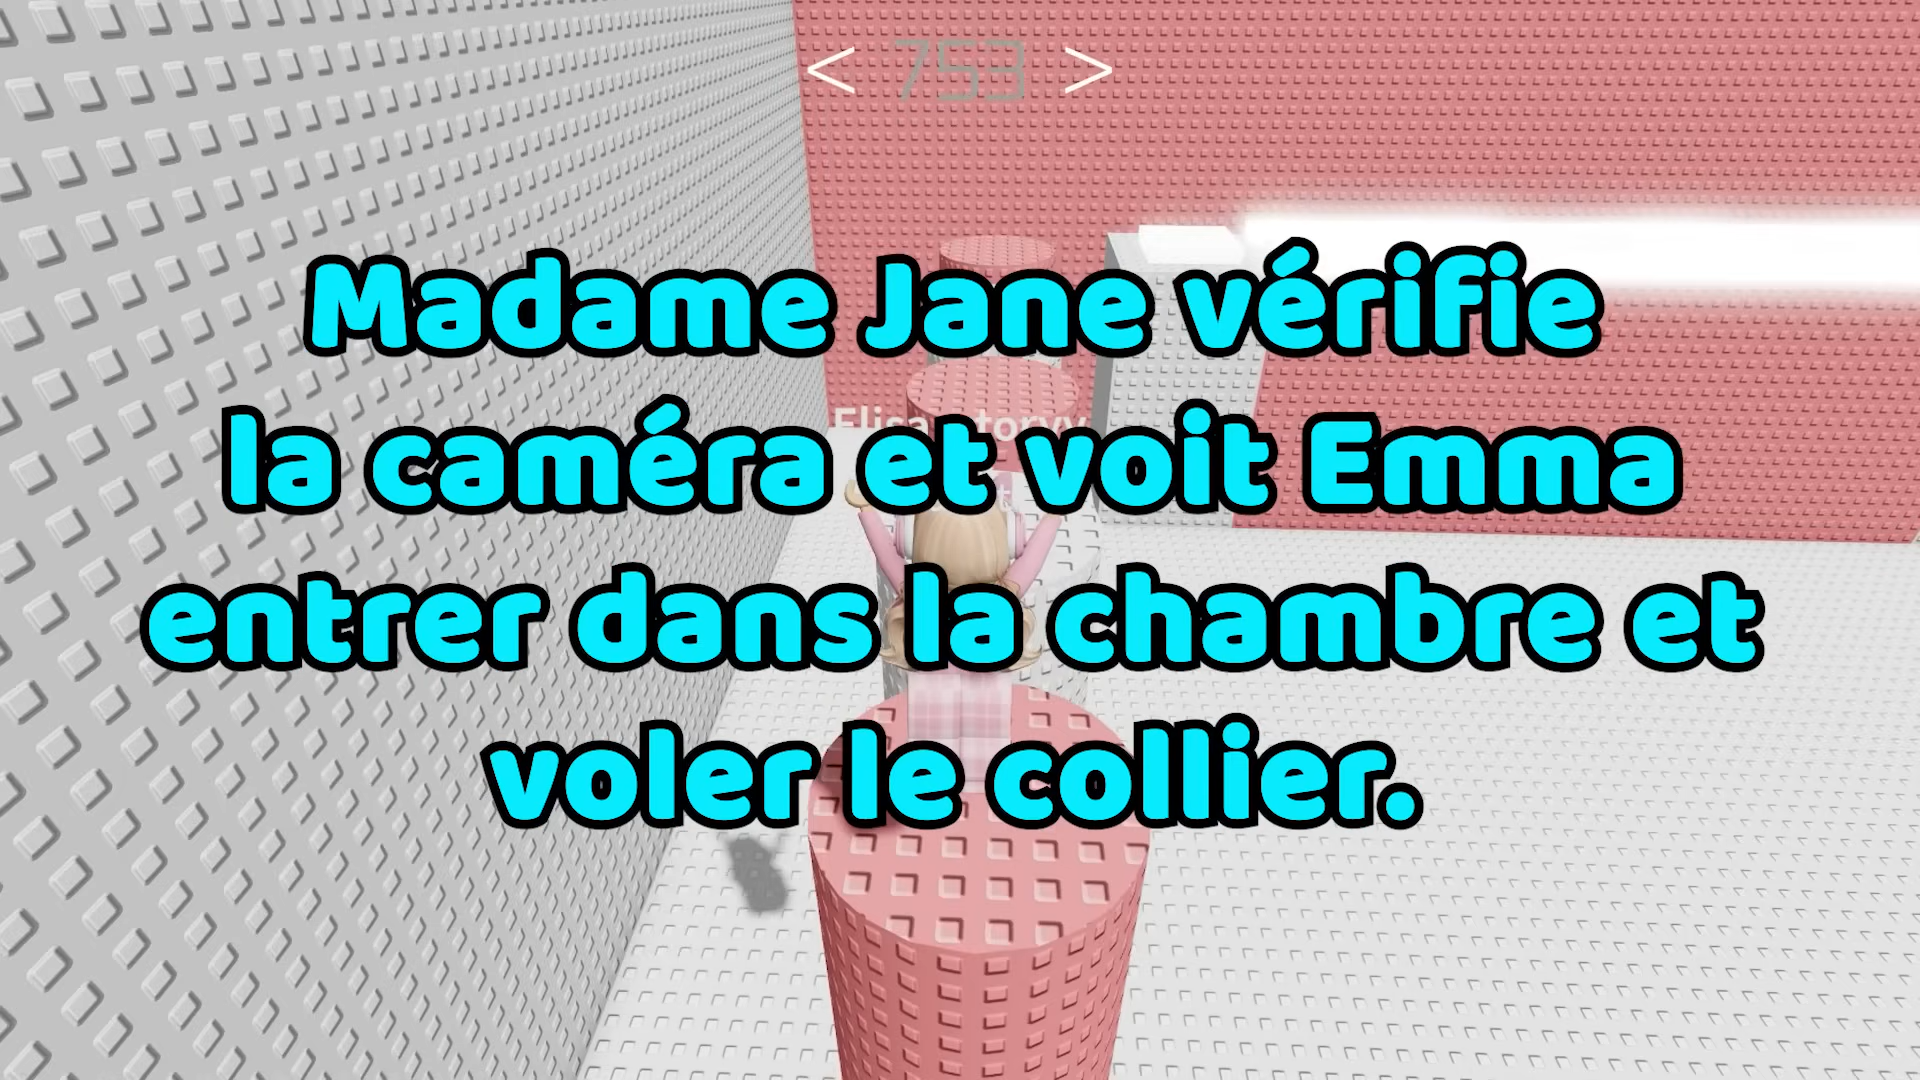 < 753 >
Madame Jane vérifie
la caméra et voit Emma
entrer dans la chambre et
voler le collier.